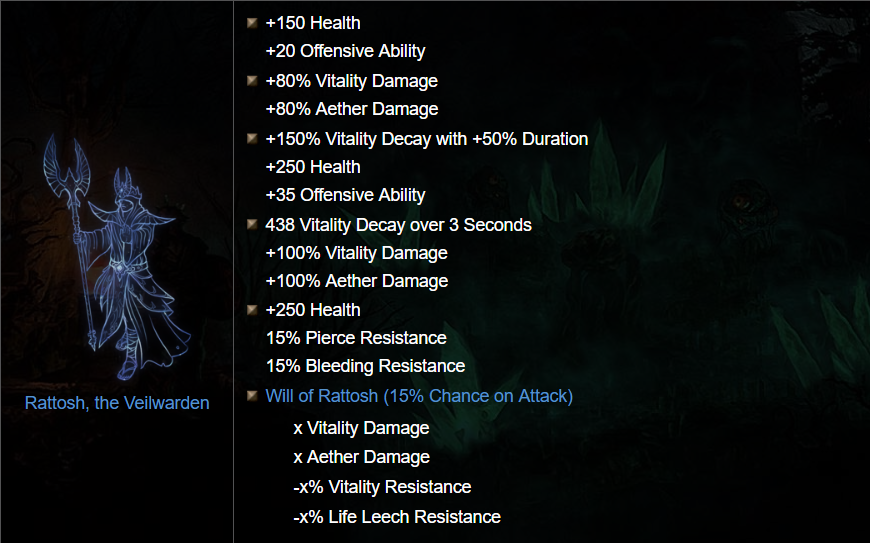 +150 Health
+20 Offensive Ability
+80% Vitality Damage
+80% Aether Damage
+150% Vitality Decay with +50% Duration
+250 Health
+35 Offensive Ability
438 Vitality Decay over 3 Seconds
+100% Vitality Damage
+100% Aether Damage
+250 Health
15% Pierce Resistance
15% Bleeding Resistance
Will of Rattosh (15% Chance on Attack)
x Vitality Damage
x Aether Damage
-x% Vitality Resistance
-x% Life Leech Resistance
Rattosh, the Veilwarden